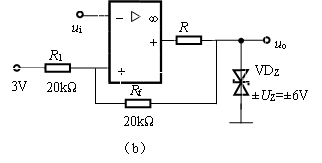 − ▷ ∞
uᵢ
+
R
uₒ
R₁
+
VD_Z
3V
20kΩ
R_f
±U_Z=±6V
20kΩ
（b）